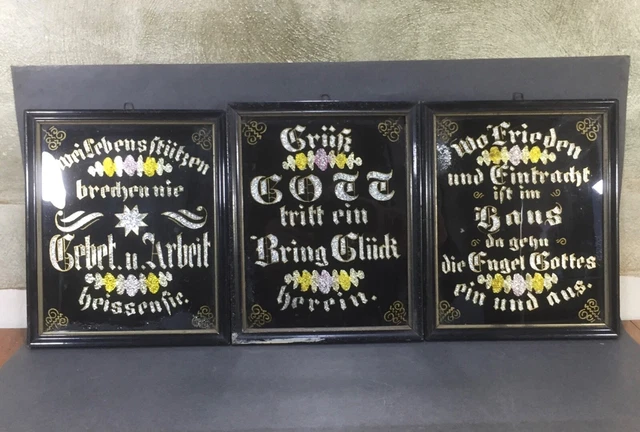 Zwei Lebensstützen
brechen nie
Gebet. u. Arbeit
heissen sie.
Grüß
GOTT
tritt ein
Bring Glück
herein.
Wo Frieden
und Eintracht
ist im
Haus
da gehn
die Engel Gottes
ein und aus.